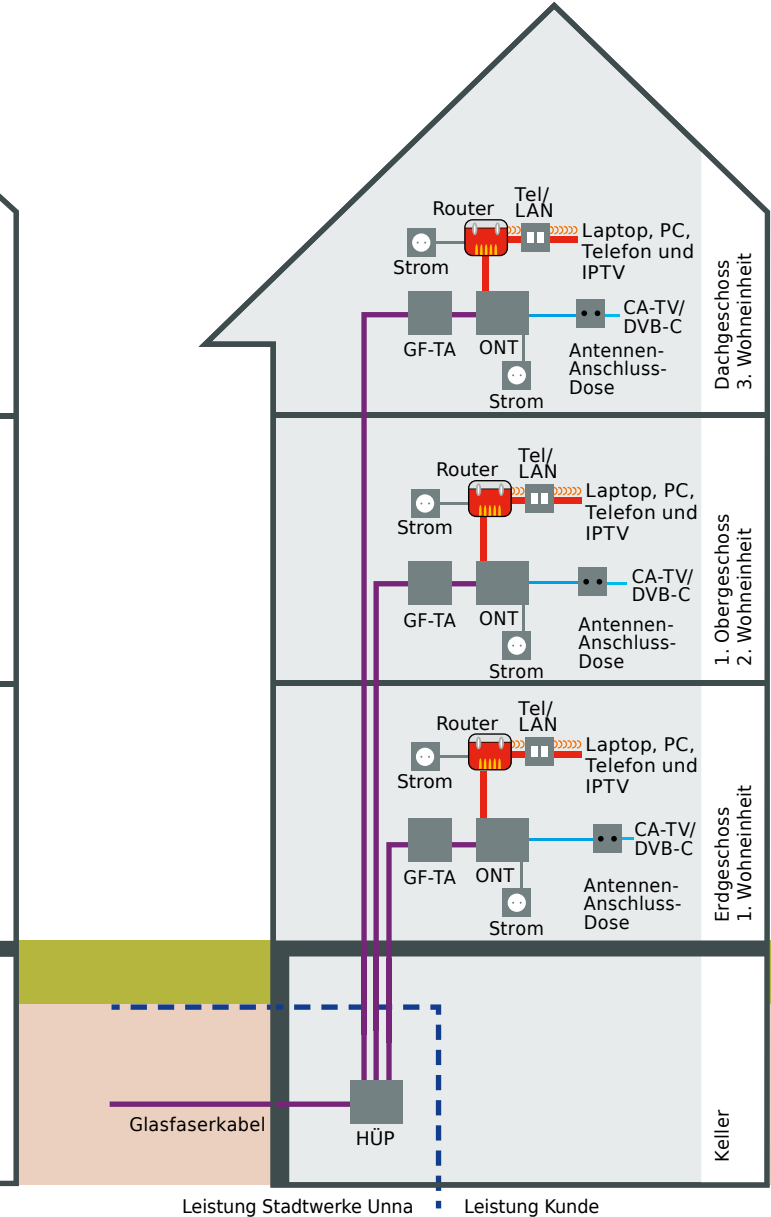 Tel/
LAN
Router
Laptop, PC,
Telefon und
IPTV
Strom
CA-TV/
DVB-C
GF-TA
ONT
Antennen-
Anschluss-
Dose
Strom
Dachgeschoss
3. Wohneinheit
Tel/
LAN
Router
Laptop, PC,
Telefon und
IPTV
Strom
CA-TV/
DVB-C
GF-TA
ONT
Antennen-
Anschluss-
Dose
Strom
1. Obergeschoss
2. Wohneinheit
Tel/
LAN
Router
Laptop, PC,
Telefon und
IPTV
Strom
CA-TV/
DVB-C
GF-TA
ONT
Antennen-
Anschluss-
Dose
Strom
Erdgeschoss
1. Wohneinheit
Glasfaserkabel
HÜP
Keller
Leistung Stadtwerke Unna
Leistung Kunde